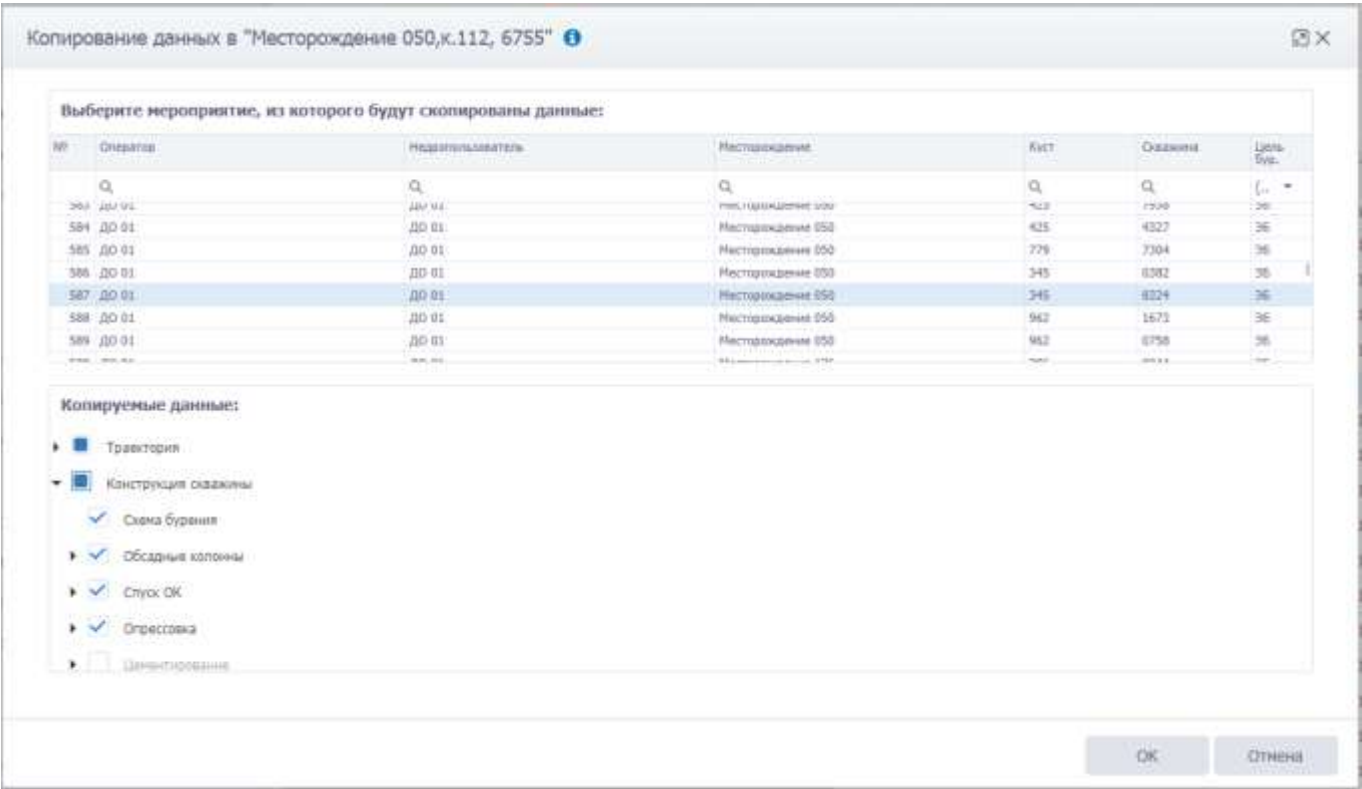 Копирование данных в "Месторождение 050,к.112, 6755"
Выберите мероприятие, из которого будут скопированы данные:
№ Оператор Недропользователь Месторождение Куст Скважина Цель бур.
584 ДО 01 ДО 01 Месторождение 050 425 4327 36
585 ДО 01 ДО 01 Месторождение 050 779 7304 36
586 ДО 01 ДО 01 Месторождение 050 345 36
587 ДО 01 ДО 01 Месторождение 050 345 36
588 ДО 01 ДО 01 Месторождение 050 962 1673 36
589 ДО 01 ДО 01 Месторождение 050 962 36
Копируемые данные:
Траектория
Конструкция скважины
Схема бурения
Обсадные колонны
Спуск ОК
Опрессовка
Цементирование
ОК Отмена